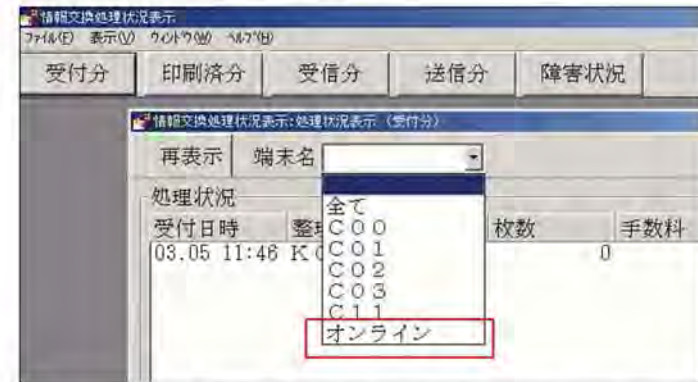 情報交換処理状況表示
ファイル(F) 表示(V) ウィンドウ(W) ヘルプ(H)
受付分 印刷済分 受信分 送信分 障害状況
情報交換処理状況表示:処理状況表示 (受付分)
再表示 端末名
処理状況
全て
受付日時 整 C00 枚数 手数料
03.05 11:46 K C01 0
C02
C03
C11
オンライン